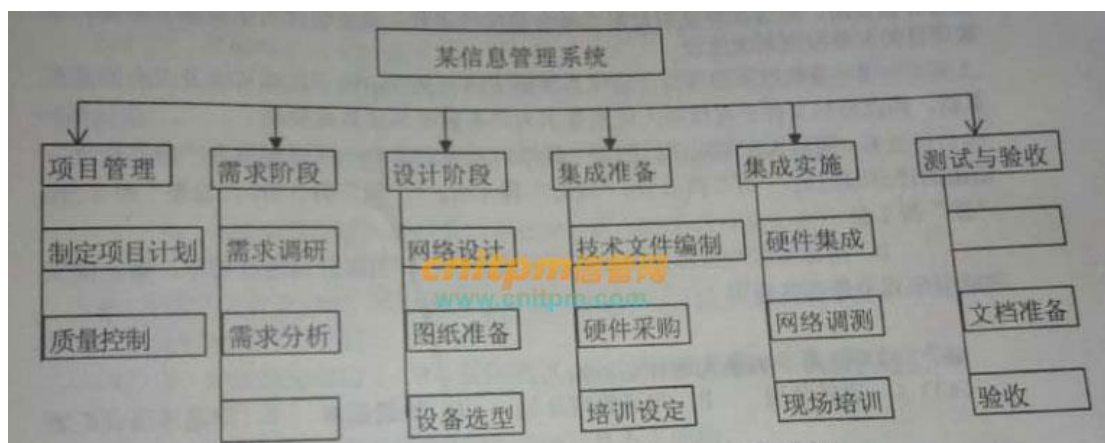 某信息管理系统
项目管理
需求阶段
设计阶段
集成准备
集成实施
测试与验收
制定项目计划
需求调研
网络设计
技术文件编制
硬件集成
cnitpm信管网
www.cnitpm.com
质量控制
需求分析
图纸准备
硬件采购
网络调测
文档准备
设备选型
培训设定
现场培训
验收